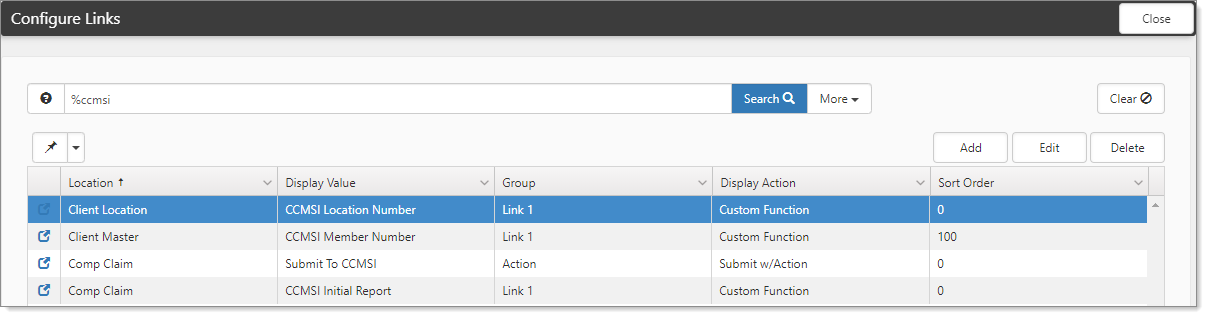 Configure Links Close
%ccmsi Search More Clear
Add Edit Delete
Location Display Value Group Display Action Sort Order
Client Location CCMSI Location Number Link 1 Custom Function 0
Client Master CCMSI Member Number Link 1 Custom Function 100
Comp Claim Submit To CCMSI Action Submit w/Action 0
Comp Claim CCMSI Initial Report Link 1 Custom Function 0